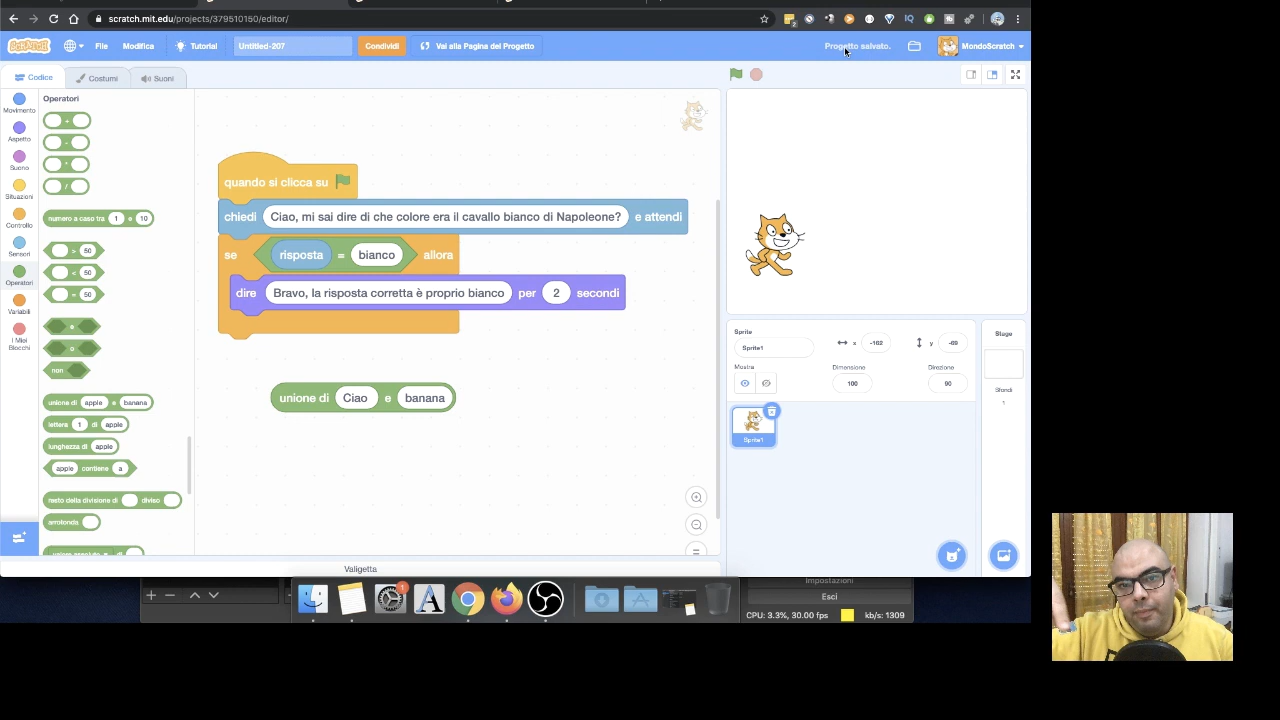 scratch.mit.edu/projects/379510150/editor/
SCRATCH File Modifica Tutorial Untitled-207 Condividi Vai alla Pagina del Progetto Progetto salvato. MondoScratch
Codice Costumi Suoni
Movimento
Aspetto
Suono
Situazioni
Controllo
Sensori
Operatori
Variabili
I Miei
Blocchi
Operatori
+
-
*
/
numero a caso tra 1 e 10
> 50
< 50
= 50
e
o
non
unione di apple e banana
lettera 1 di apple
lunghezza di apple
apple contiene a
resto della divisione di diviso
arrotonda
valore assoluto di
quando si clicca su
chiedi Ciao, mi sai dire di che colore era il cavallo bianco di Napoleone? e attendi
se risposta = bianco allora
dire Bravo, la risposta corretta è proprio bianco per 2 secondi
unione di Ciao e banana
Valigetta
Sprite
Sprite1
x -162
y -69
Mostra
Dimensione
100
Direzione
90
Sprite1
Stage
Sfondi
1
Impostazioni
Esci
CPU: 3.3%, 30.00 fps kb/s: 1309